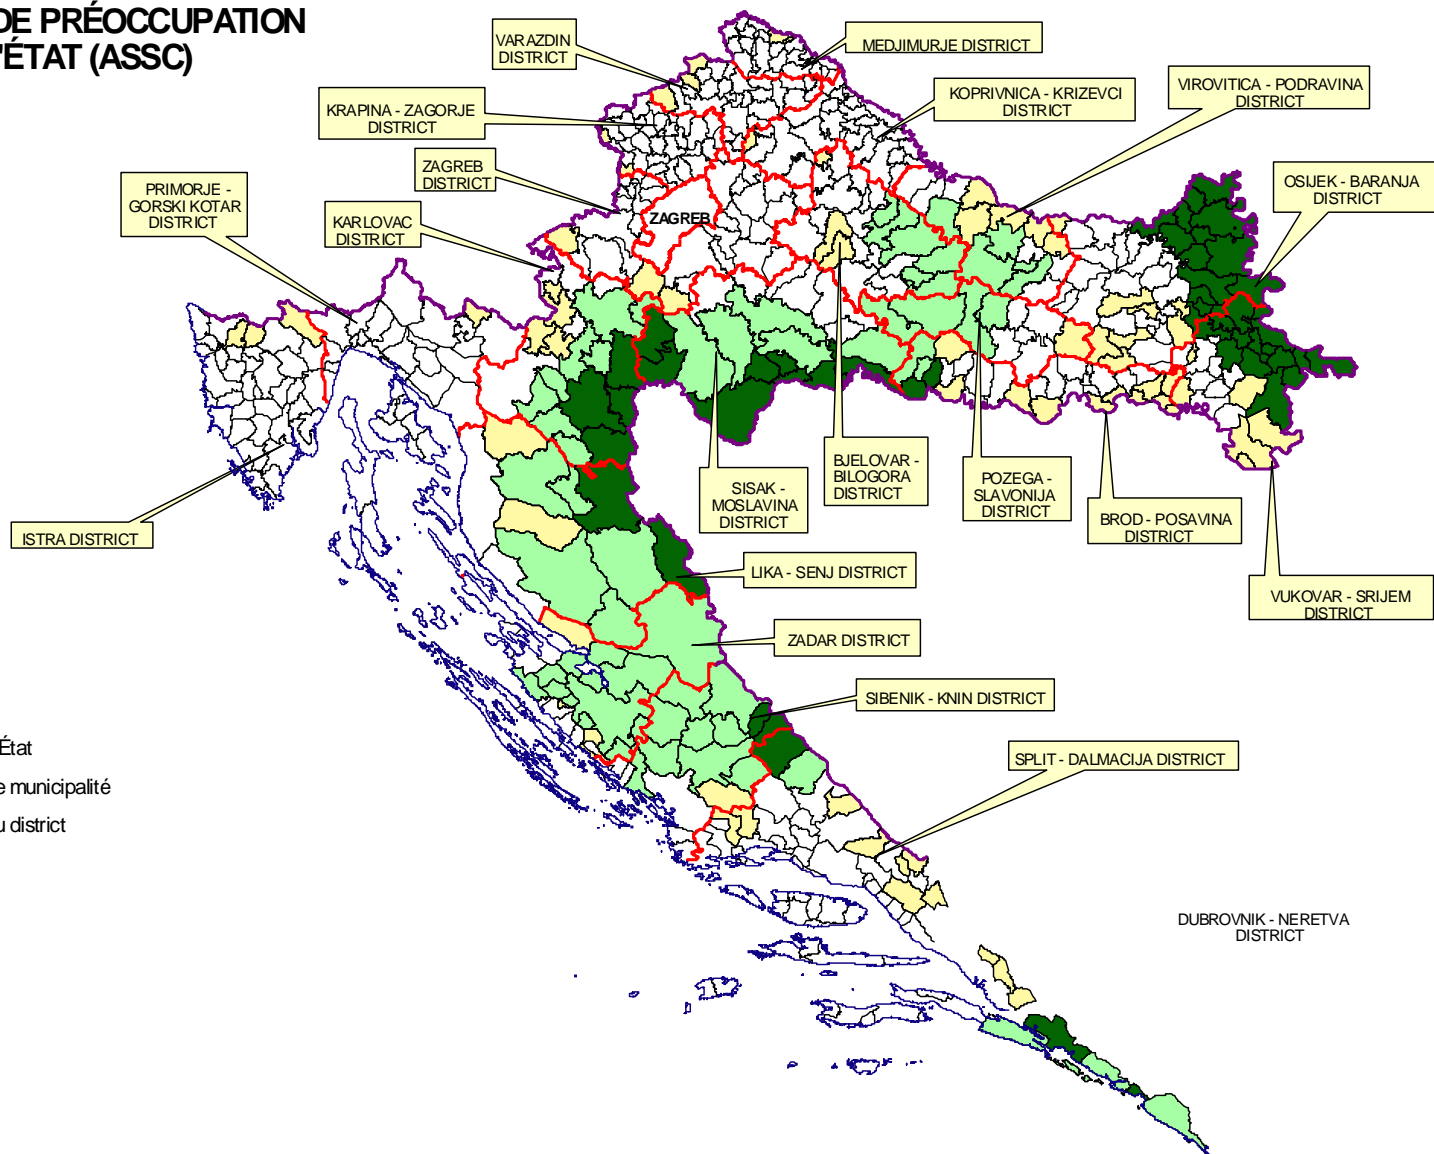 DE PRÉOCCUPATION
'ÉTAT (ASSC)
VARAZDIN
DISTRICT
MEDJIMURJE DISTRICT
KRAPINA - ZAGORJE
DISTRICT
KOPRIVNICA - KRIZEVCI
DISTRICT
VIROVITICA - PODRAVINA
DISTRICT
ZAGREB
DISTRICT
PRIMORJE -
GORSKI KOTAR
DISTRICT
OSIJEK - BARANJA
DISTRICT
KARLOVAC
DISTRICT
ZAGREB
ISTRA DISTRICT
SISAK -
MOSLAVINA
DISTRICT
BJELOVAR -
BILOGORA
DISTRICT
POZEGA -
SLAVONIJA
DISTRICT
BROD - POSAVINA
DISTRICT
LIKA - SENJ DISTRICT
VUKOVAR - SRIJEM
DISTRICT
ZADAR DISTRICT
SIBENIK - KNIN DISTRICT
État
e municipalité
u district
SPLIT - DALMACIJA DISTRICT
DUBROVNIK - NERETVA
DISTRICT